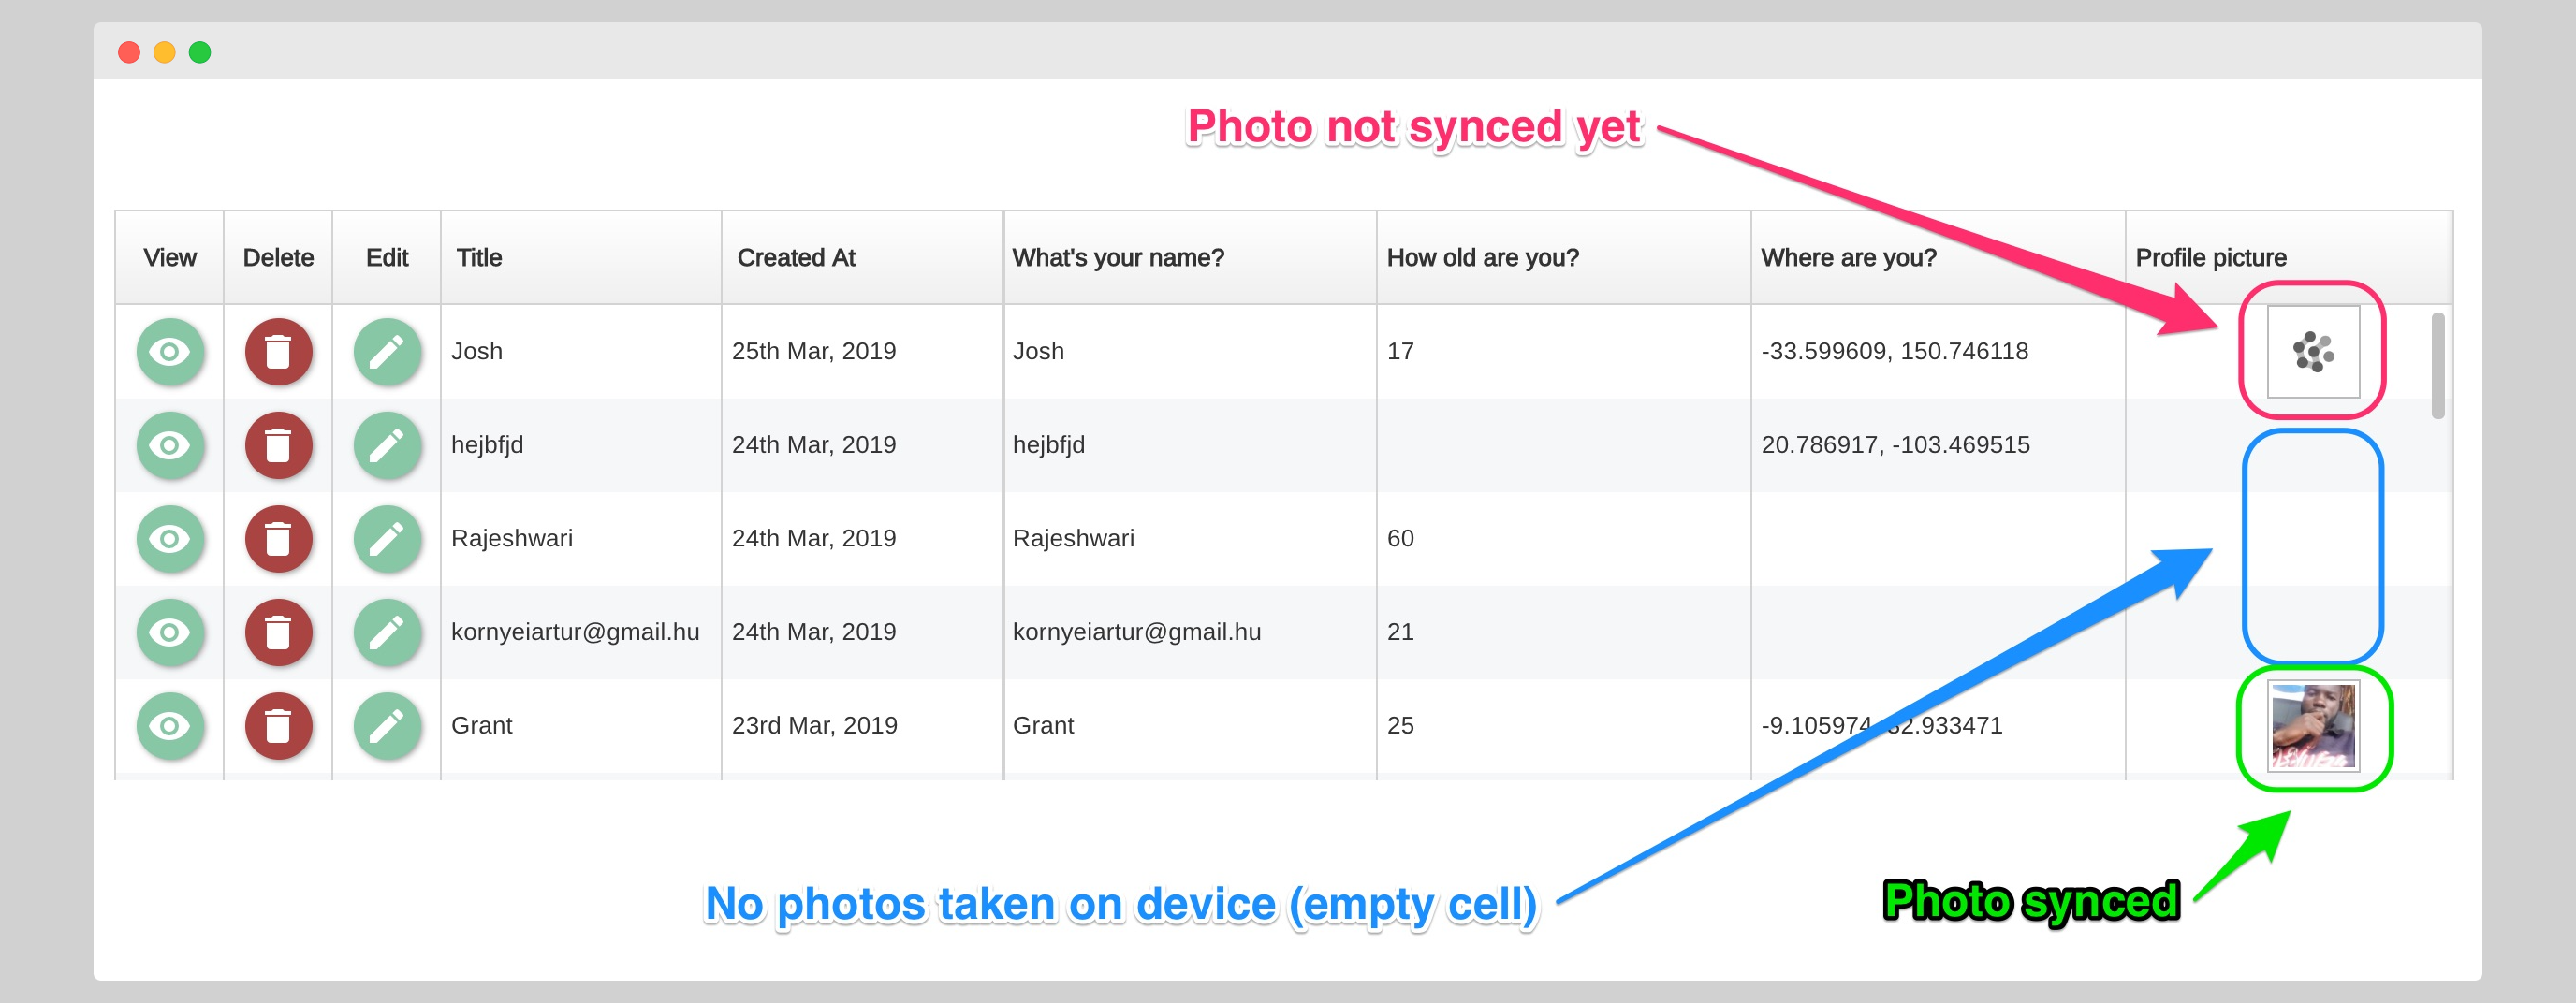 Photo not synced yet
View Delete Edit Title Created At What's your name? How old are you? Where are you? Profile picture
Josh 25th Mar, 2019 Josh 17 -33.599609, 150.746118
hejbfjd 24th Mar, 2019 hejbfjd 20.786917, -103.469515
Rajeshwari 24th Mar, 2019 Rajeshwari 60
kornyeiartur@gmail.hu 24th Mar, 2019 kornyeiartur@gmail.hu 21
Grant 23rd Mar, 2019 Grant 25 -9.105974,
No photos taken on device (empty cell)
Photo synced